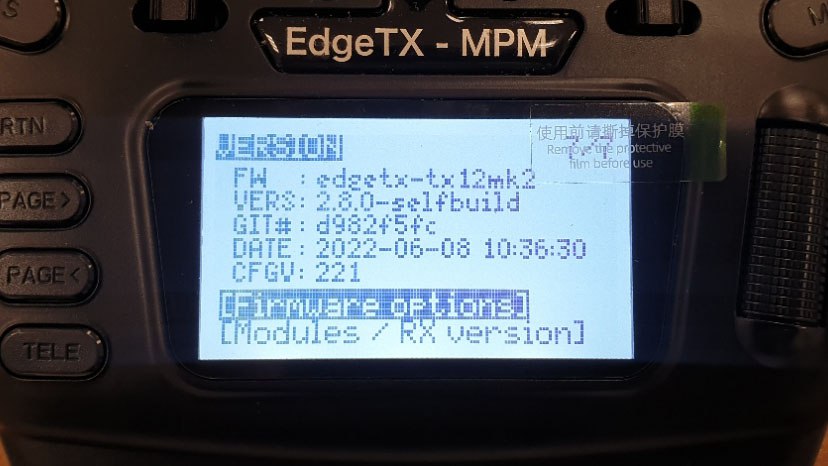 S
M
EdgeTX - MPM
RTN
PAGE>
PAGE<
TELE
使用前请撕掉保护膜
Remove the protective
film before use
VERSION 7/7
FW : edgetx-tx12mk2
VERS: 2.8.0-selfbuild
GIT#: d982f5fc
DATE: 2022-06-08 10:36:30
CFGV: 221
[Firmware options]
[Modules / RX version]